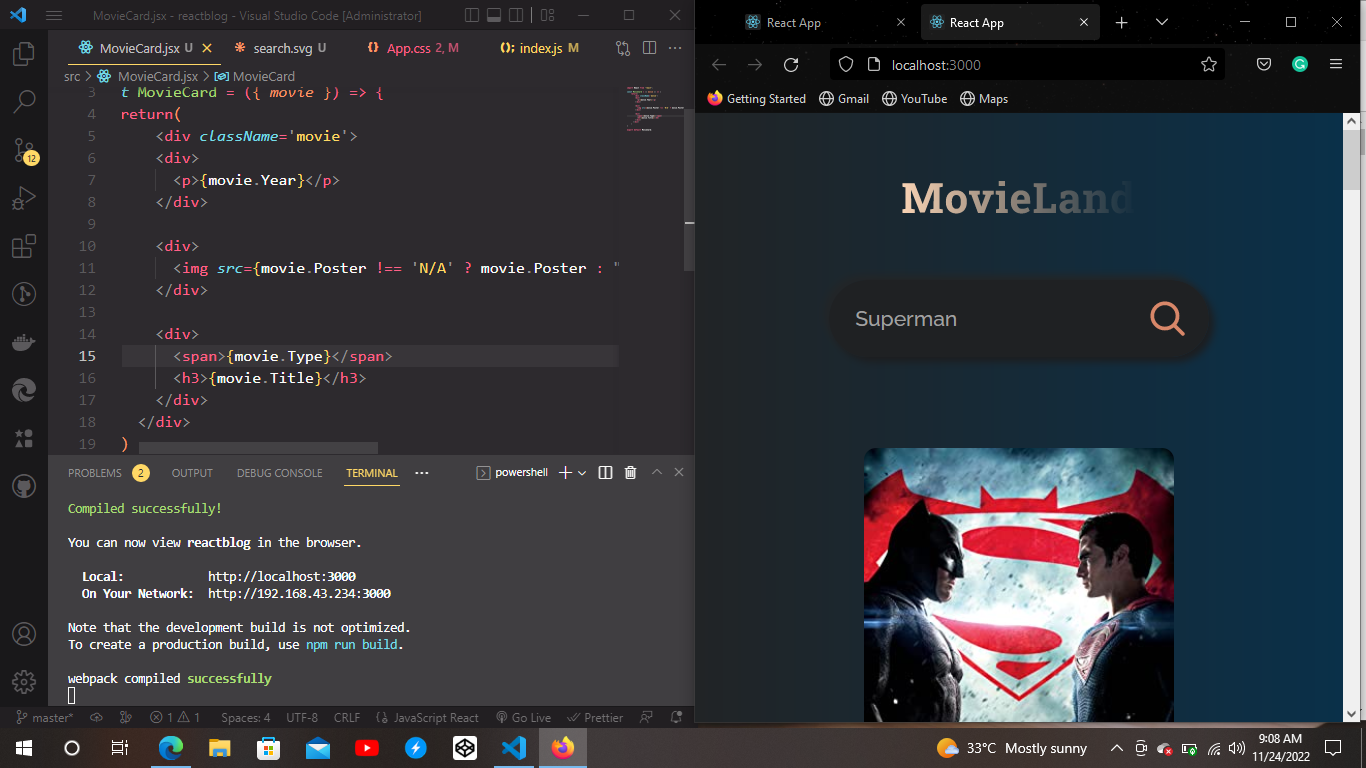 MovieCard.jsx - reactblog - Visual Studio Code [Administrator]
MovieCard.jsx U
search.svg U
App.css 2, M
index.js M
src > MovieCard.jsx > MovieCard
3 t MovieCard = ({ movie }) => {
4 return(
5 <div className='movie'>
6 <div>
7 <p>{movie.Year}</p>
8 </div>
9
10 <div>
11 <img src={movie.Poster !== 'N/A' ? movie.Poster : "
12 </div>
13
14 <div>
15 <span>{movie.Type}</span>
16 <h3>{movie.Title}</h3>
17 </div>
18 </div>
19 )
12
PROBLEMS 2 OUTPUT DEBUG CONSOLE TERMINAL ··· powershell
Compiled successfully!
You can now view reactblog in the browser.
Local: http://localhost:3000
On Your Network: http://192.168.43.234:3000
Note that the development build is not optimized.
To create a production build, use npm run build.
webpack compiled successfully
master* 1 1 Spaces: 4 UTF-8 CRLF JavaScript React Go Live Prettier
React App
React App
localhost:3000
Getting Started Gmail YouTube Maps
MovieLand
Superman
33°C Mostly sunny
9:08 AM
11/24/2022